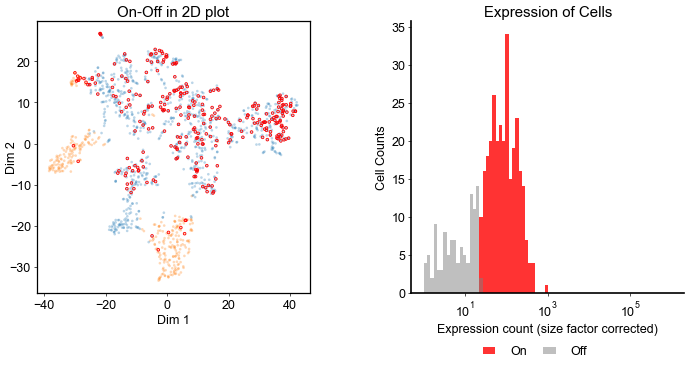 On-Off in 2D plot
Dim 2
20
10
0
−10
−20
−30
−40
−20
0
20
40
Dim 1
Expression of Cells
Cell Counts
35
30
25
20
15
10
5
0
10^1
10^3
10^5
Expression count (size factor corrected)
On
Off